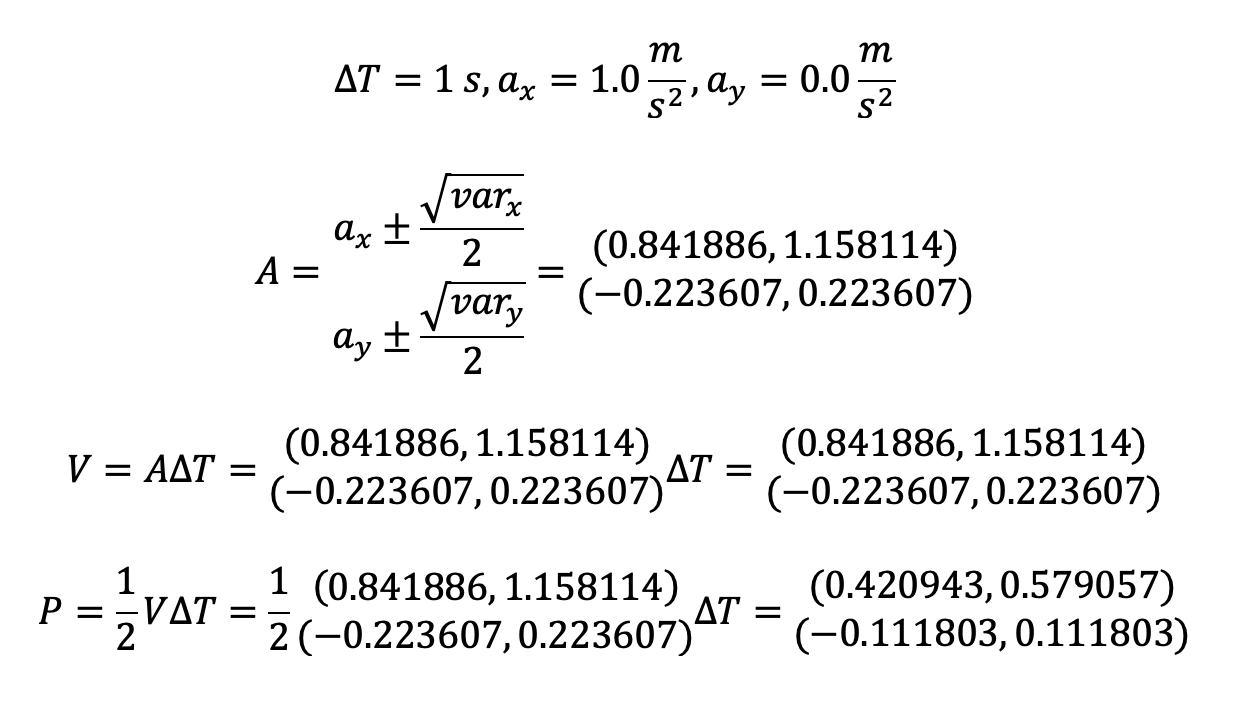 ΔT = 1 s, a_x = 1.0 m/s², a_y = 0.0 m/s²
A = a_x ± √var_x/2 a_y ± √var_y/2 = (0.841886, 1.158114) (−0.223607, 0.223607)
V = AΔT = (0.841886, 1.158114) (−0.223607, 0.223607) ΔT = (0.841886, 1.158114) (−0.223607, 0.223607)
P = 1/2 VΔT = 1/2 (0.841886, 1.158114) (−0.223607, 0.223607) ΔT = (0.420943, 0.579057) (−0.111803, 0.111803)